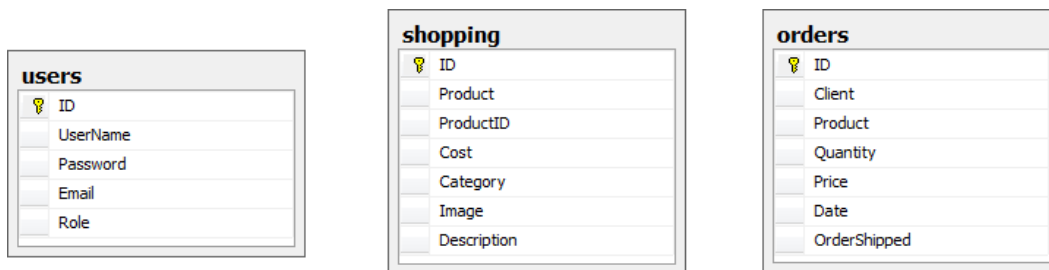 users
ID
UserName
Password
Email
Role
shopping
ID
Product
ProductID
Cost
Category
Image
Description
orders
ID
Client
Product
Quantity
Price
Date
OrderShipped